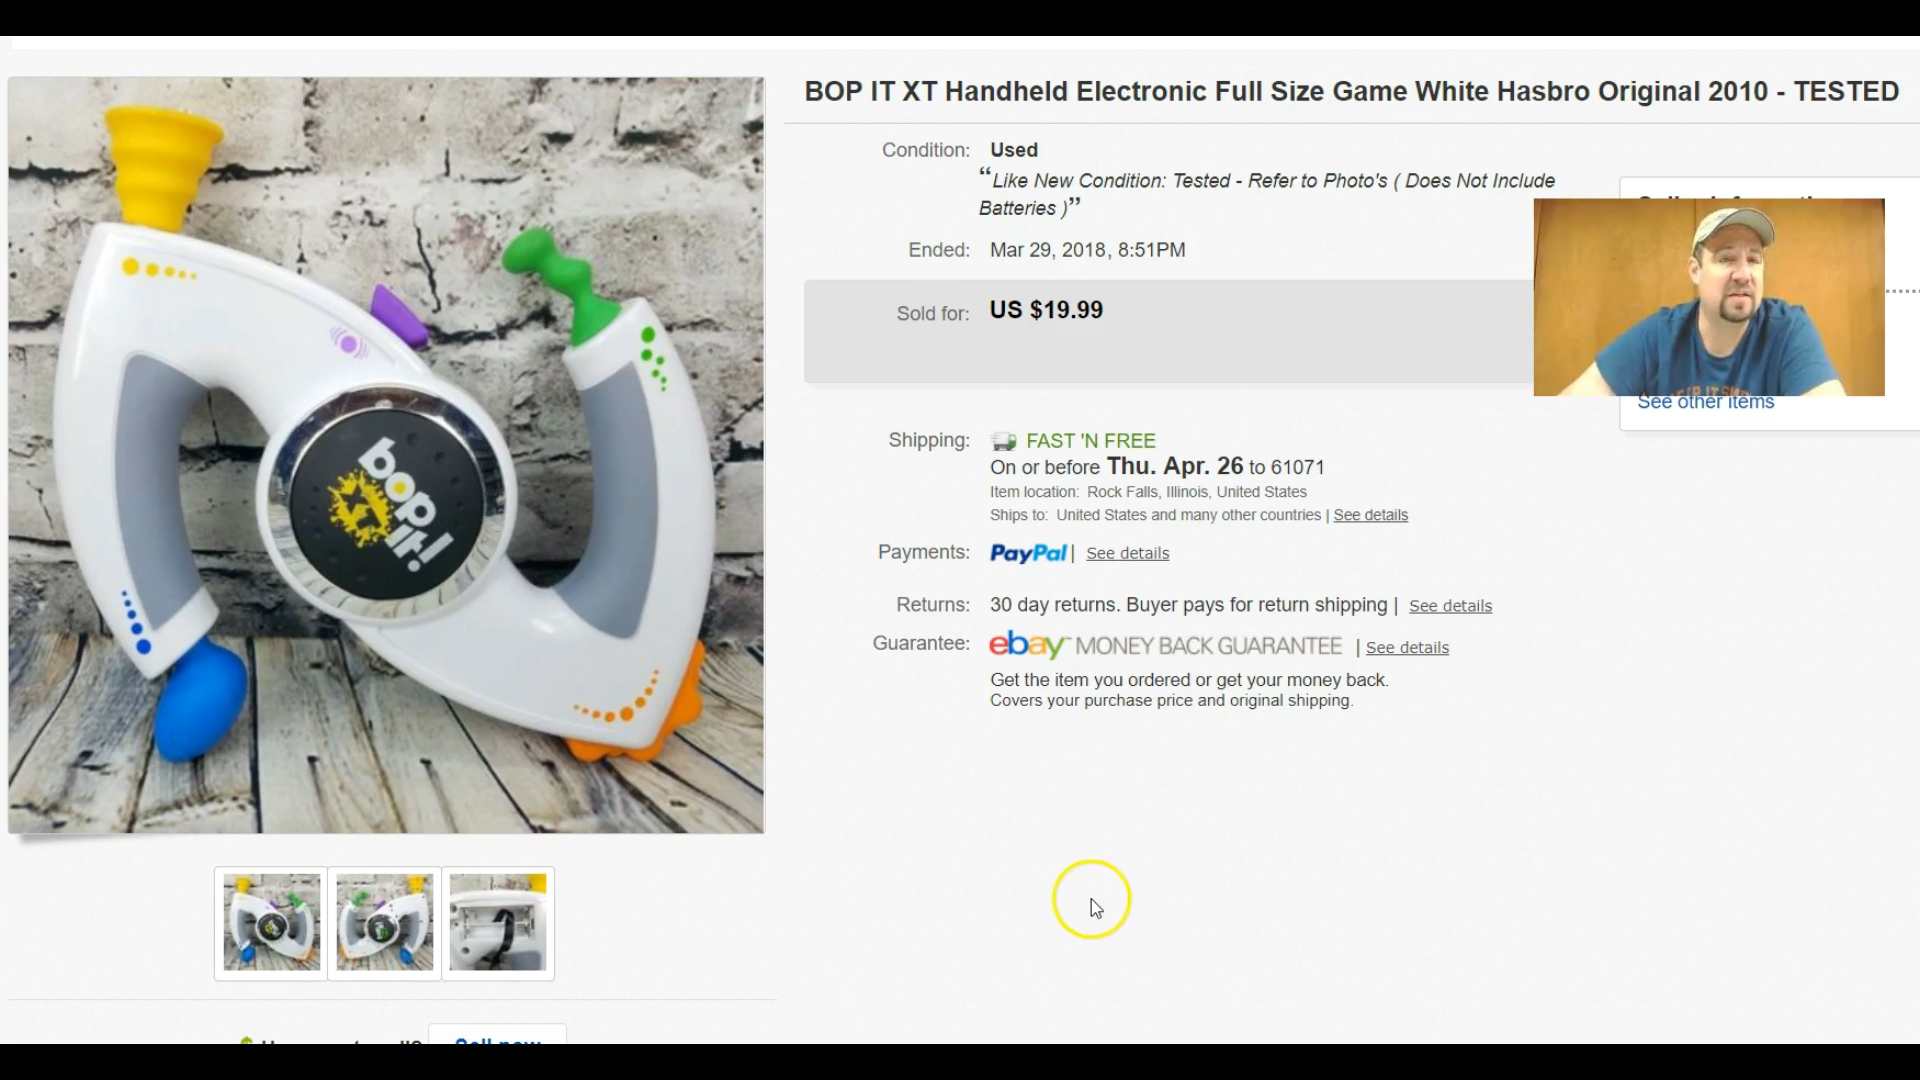 BOP IT XT Handheld Electronic Full Size Game White Hasbro Original 2010 - TESTED
Condition: Used
“Like New Condition: Tested - Refer to Photo's ( Does Not Include
Batteries )”
Ended: Mar 29, 2018, 8:51PM
Sold for: US $19.99
See other items
Shipping: FAST 'N FREE
On or before Thu. Apr. 26 to 61071
Item location: Rock Falls, Illinois, United States
Ships to: United States and many other countries | See details
Payments: PayPal | See details
Returns: 30 day returns. Buyer pays for return shipping | See details
Guarantee: ebay™ MONEY BACK GUARANTEE | See details
Get the item you ordered or get your money back.
Covers your purchase price and original shipping.
bop
it!
XT